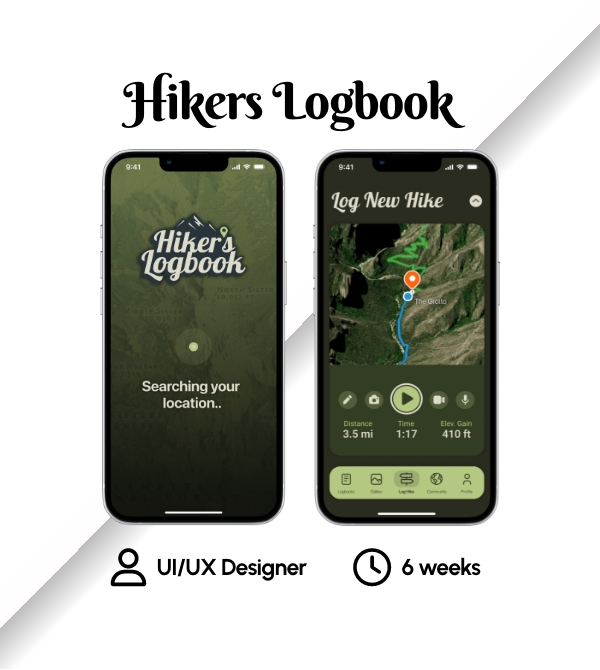 Hikers Logbook
9:41
Hiker's
Logbook
Searching your
location..
9:41
Log New Hike
The Grotto
Distance
Time
Elev. Gain
3.5 mi
1:17
410 ft
Logbooks
Log Hike
Community
Profile
UI/UX Designer
6 weeks